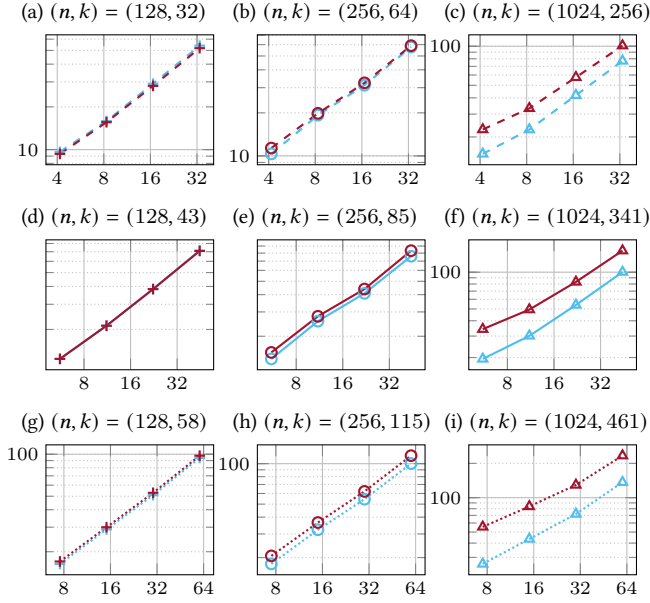 (a) (n, k) = (128, 32) (b) (n, k) = (256, 64) (c) (n, k) = (1024, 256)
10 10 100
4 8 16 32 4 8 16 32 4 8 16 32
(d) (n, k) = (128, 43) (e) (n, k) = (256, 85) (f) (n, k) = (1024, 341)
100
8 16 32 8 16 32 8 16 32
(g) (n, k) = (128, 58) (h) (n, k) = (256, 115) (i) (n, k) = (1024, 461)
100 100 100
8 16 32 64 8 16 32 64 8 16 32 64